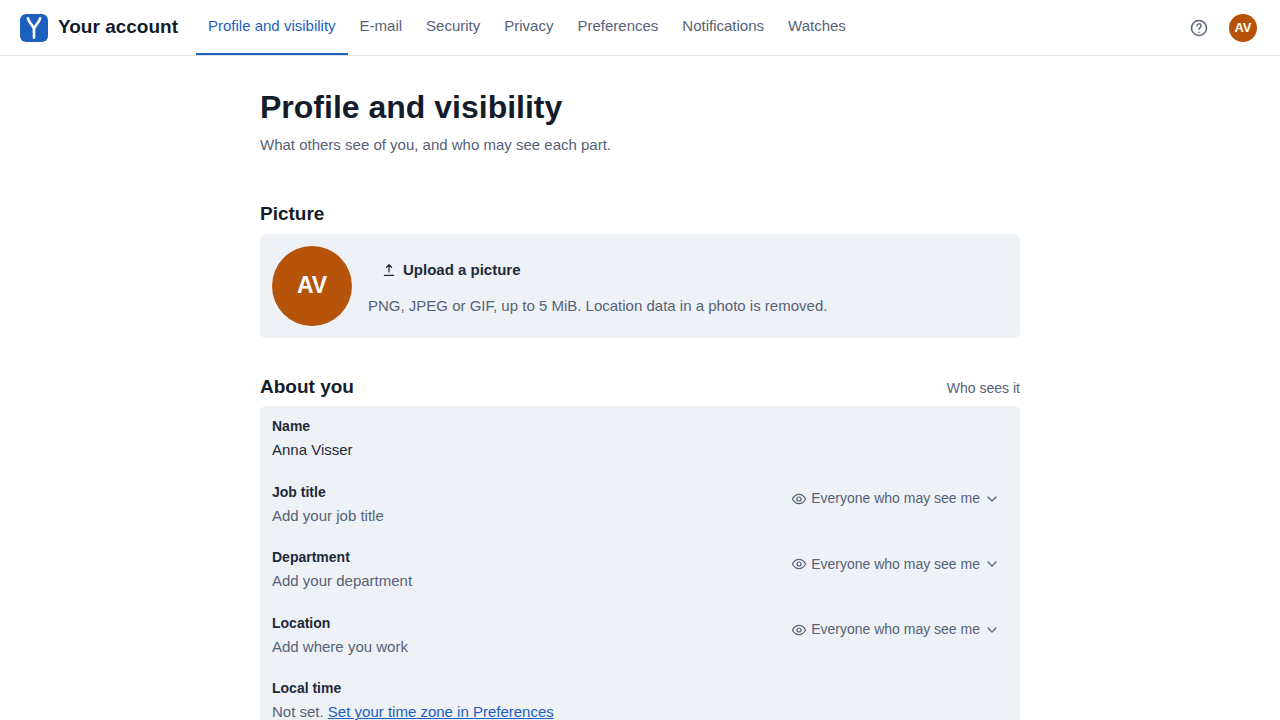 Your account Profile and visibility E-mail Security Privacy Preferences Notifications Watches AV
Profile and visibility
What others see of you, and who may see each part.
Picture
AV
Upload a picture
PNG, JPEG or GIF, up to 5 MiB. Location data in a photo is removed.
About you Who sees it
Name
Anna Visser
Job title
Add your job title
Everyone who may see me
Department
Add your department
Everyone who may see me
Location
Add where you work
Everyone who may see me
Local time
Not set. Set your time zone in Preferences